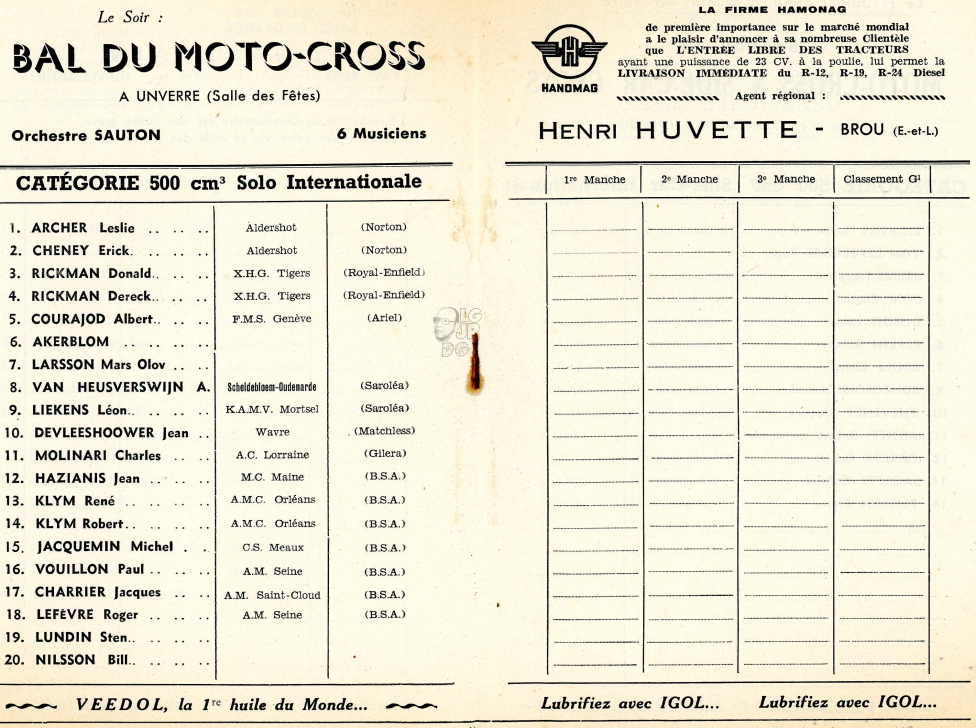 Le Soir :
BAL DU MOTO-CROSS
A UNVERRE (Salle des Fêtes)
Orchestre SAUTON 6 Musiciens
CATÉGORIE 500 cm³ Solo Internationale
1. ARCHER Leslie .. .. .. Aldershot (Norton)
2. CHENEY Erick. .. .. .. Aldershot (Norton)
3. RICKMAN Donald.. .. .. X.H.G. Tigers (Royal-Enfield)
4. RICKMAN Dereck.. .. .. X.H.G. Tigers (Royal-Enfield)
5. COURAJOD Albert.. .. .. F.M.S. Genève (Ariel)
6. AKERBLOM .. .. .. ..
7. LARSSON Mars Olov .. ..
8. VAN HEUSVERSWIJN A. Scheldebloem-Oudenarde (Saroléa)
9. LIEKENS Léon.. .. .. .. K.A.M.V. Mortsel (Saroléa)
10. DEVLEESHOOWER Jean .. Wavre (Matchless)
11. MOLINARI Charles .. .. A.C. Lorraine (Gilera)
12. HAZIANIS Jean .. .. .. M.C. Maine (B.S.A.)
13. KLYM René .. .. .. .. A.M.C. Orléans (B.S.A.)
14. KLYM Robert.. .. .. .. A.M.C. Orléans (B.S.A.)
15. JACQUEMIN Michel . .. C.S. Meaux (B.S.A.)
16. VOUILLON Paul .. .. .. A.M. Seine (B.S.A.)
17. CHARRIER Jacques .. .. A.M. Saint-Cloud (B.S.A.)
18. LEFÈVRE Roger .. .. A.M. Seine (B.S.A.)
19. LUNDIN Sten.. .. .. ..
20. NILSSON Bill.. .. .. ..
VEEDOL, la 1re huile du Monde...
LG
JP
DG
HANOMAG
LA FIRME HAMONAG
de première importance sur le marché mondial
a le plaisir d'annoncer à sa nombreuse Clientèle
que L'ENTRÉE LIBRE DES TRACTEURS
ayant une puissance de 23 CV. à la poulie, lui permet la
LIVRAISON IMMÉDIATE du R-12, R-19, R-24 Diesel
Agent régional :
HENRI HUVETTE - BROU (E.-et-L.)
1re Manche 2e Manche 3e Manche Classement Gl
Lubrifiez avec IGOL... Lubrifiez avec IGOL...